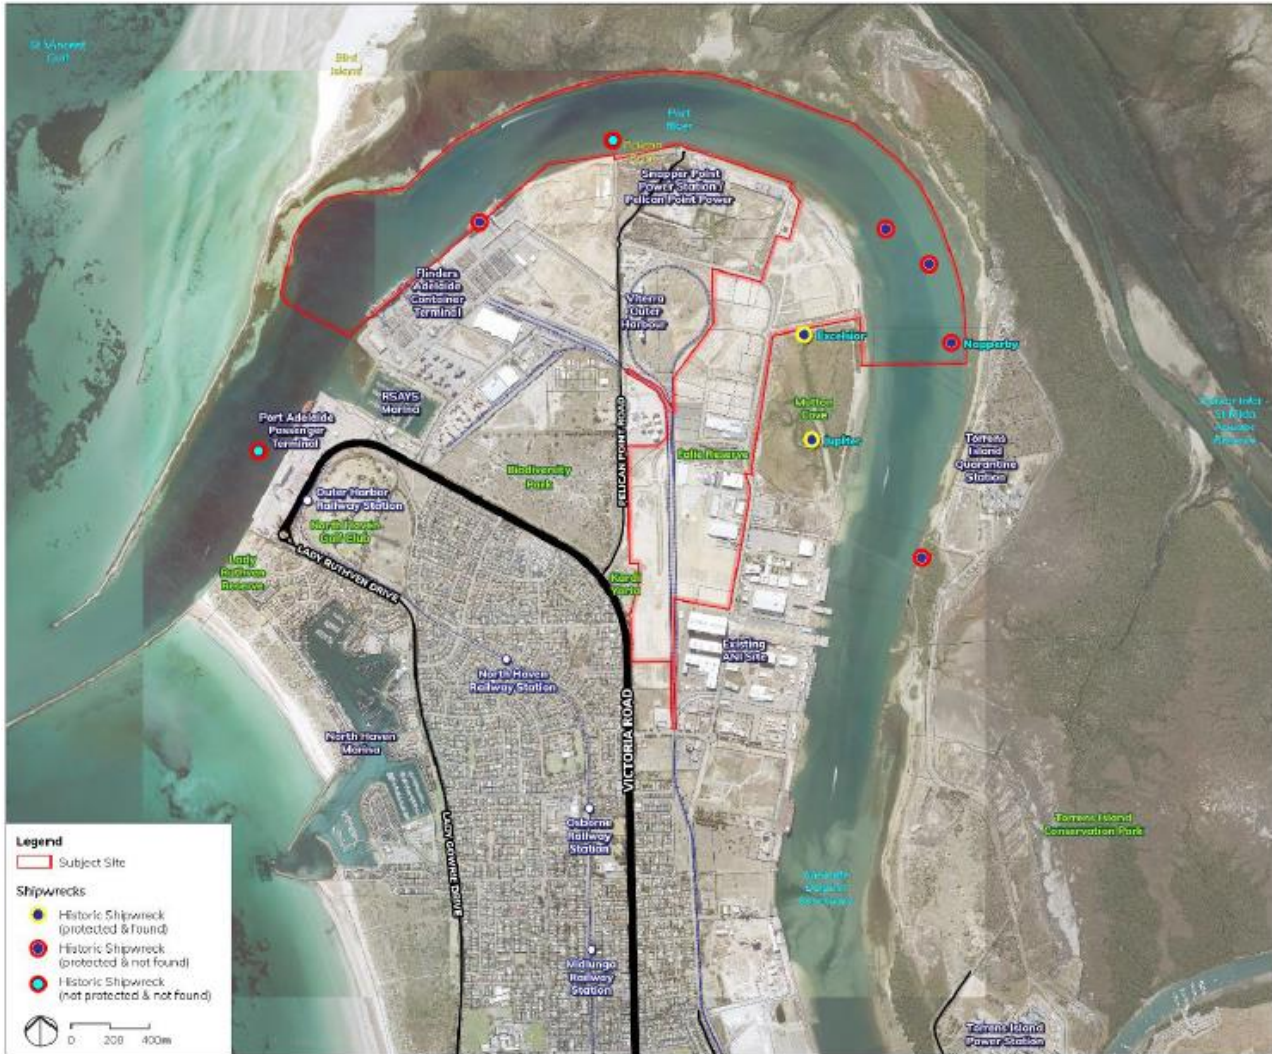 St Vincent
Gulf
Bird
Island
Port
River
Pelican
Point
Snapper Point
Power Station /
Pelican Point Power
Flinders
Adelaide
Container
Terminal
Viterra
Outer
Harbour
Excelsior
Napperby
Mutton
Cove
Jupiter
RSAYS
Marina
Port Adelaide
Passenger
Terminal
PELICAN POINT ROAD
Falie Reserve
Torrens
Island
Quarantine
Station
Biodiversity
Park
Outer Harbor
Railway Station
North Haven
Golf Club
LADY RUTHVEN DRIVE
Lady
Ruthven
Reserve
Kardi
Yarta
Existing
ANI Site
North Haven
Railway Station
VICTORIA ROAD
North Haven
Marina
Osborne
Railway
Station
LADY GOWRIE DRIVE
Torrens Island
Conservation Park
Adelaide
Dolphin
Sanctuary
Midlunga
Railway
Station
Torrens Island
Power Station
Legend
Subject Site
Shipwrecks
Historic Shipwreck
(protected & found)
Historic Shipwreck
(protected & not found)
Historic Shipwreck
(not protected & not found)
0 200 400m